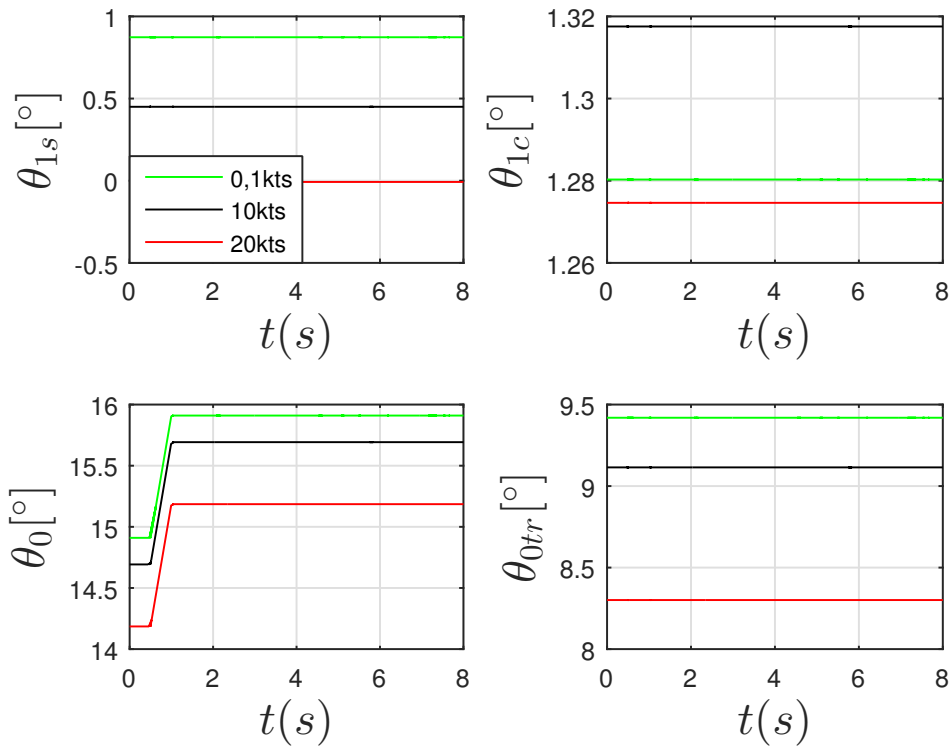 1
0.5
0
-0.5
θ1s[°]
0,1kts
10kts
20kts
0 2 4 6 8
t(s)
1.32
1.3
1.28
1.26
θ1c[°]
0 2 4 6 8
t(s)
16
15.5
15
14.5
14
θ0[°]
0 2 4 6 8
t(s)
9.5
9
8.5
8
θ0tr[°]
0 2 4 6 8
t(s)